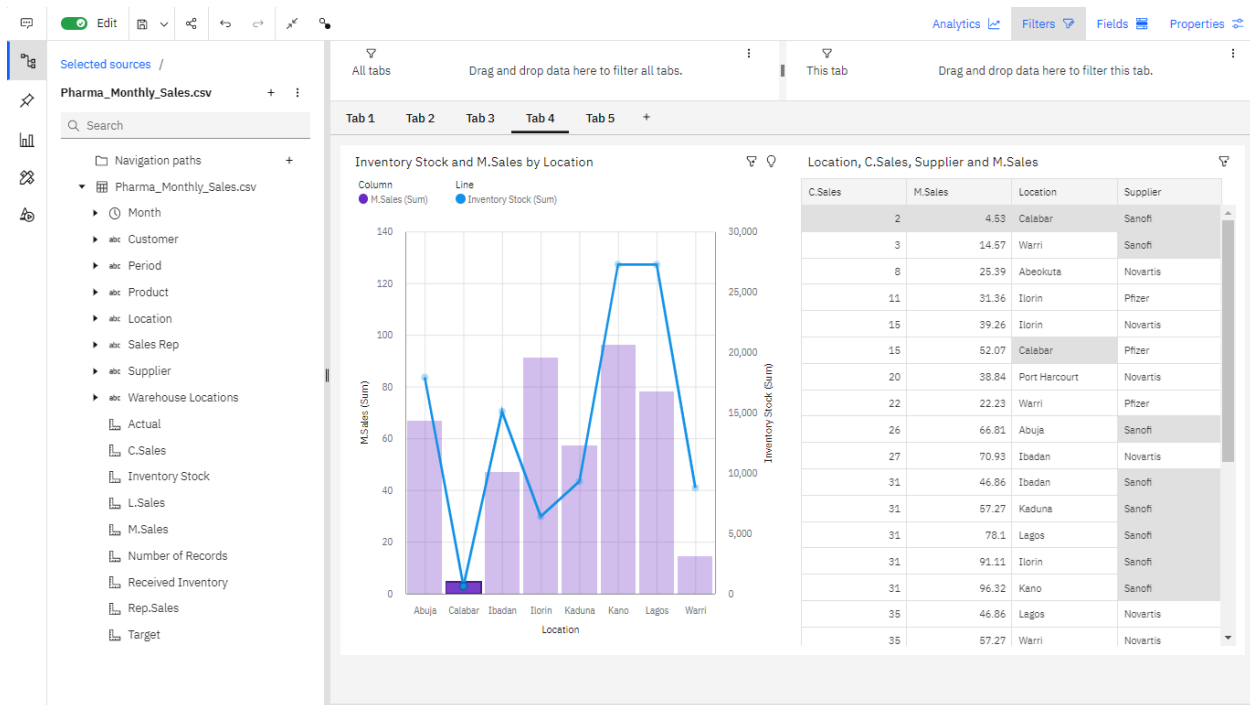 Edit
Analytics
Filters
Fields
Properties
Selected sources /
Pharma_Monthly_Sales.csv
Search
Navigation paths
Pharma_Monthly_Sales.csv
Month
abc Customer
abc Period
abc Product
abc Location
abc Sales Rep
abc Supplier
abc Warehouse Locations
Actual
C.Sales
Inventory Stock
L.Sales
M.Sales
Number of Records
Received Inventory
Rep.Sales
Target
All tabs
Drag and drop data here to filter all tabs.
This tab
Drag and drop data here to filter this tab.
Tab 1 Tab 2 Tab 3 Tab 4 Tab 5 +
Inventory Stock and M.Sales by Location
Column Line
M.Sales (Sum) Inventory Stock (Sum)
140
120
100
80
60
40
20
0
M.Sales (Sum)
30,000
25,000
20,000
15,000
10,000
5,000
0
Inventory Stock (Sum)
Abuja Calabar Ibadan Ilorin Kaduna Kano Lagos Warri
Location
Location, C.Sales, Supplier and M.Sales
C.Sales M.Sales Location Supplier
2 4.53 Calabar Sanofi
3 14.57 Warri Sanofi
8 25.39 Abeokuta Novartis
11 31.36 Ilorin Pfizer
15 39.26 Ilorin Novartis
15 52.07 Calabar Pfizer
20 38.84 Port Harcourt Novartis
22 22.23 Warri Pfizer
26 66.81 Abuja Sanofi
27 70.93 Ibadan Novartis
31 46.86 Ibadan Sanofi
31 57.27 Kaduna Sanofi
31 78.1 Lagos Sanofi
31 91.11 Ilorin Sanofi
31 96.32 Kano Sanofi
35 46.86 Lagos Novartis
35 57.27 Warri Novartis